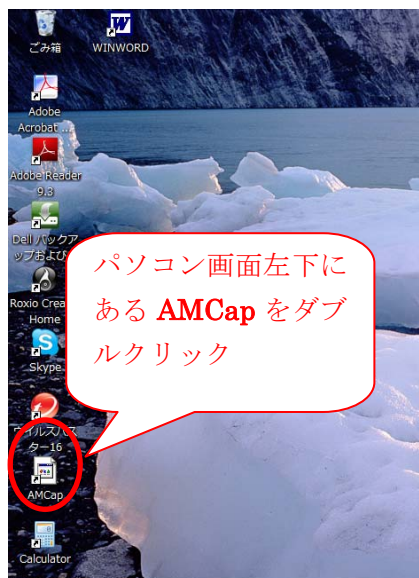 ごみ箱
WINWORD
Adobe
Acrobat ...
Adobe Reader
9.3
Dell バックア
ップおよび
Roxio Crea
Home
Skype
ウイルスバス
ター16
AMCap
Calculator
パソコン画面左下に
ある AMCap をダブ
ルクリック